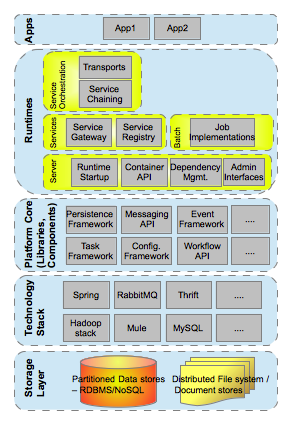 Apps
App1
App2
Runtimes
Service
Orchestration
Transports
Service
Chaining
Services
Service
Gateway
Service
Registry
Batch
Job
Implementations
Server
Runtime
Startup
Container
API
Dependency
Mgmt.
Admin
Interfaces
Platform Core
(Libraries,
Components)
Persistence
Framework
Messaging
API
Event
Framework
....
Task
Framework
Config.
Framework
Workflow
API
....
Technology
Stack
Spring
RabbitMQ
Thrift
....
Hadoop
stack
Mule
MySQL
....
Storage
Layer
Partitioned Data stores
– RDBMS/NoSQL
Distributed File system /
Document stores